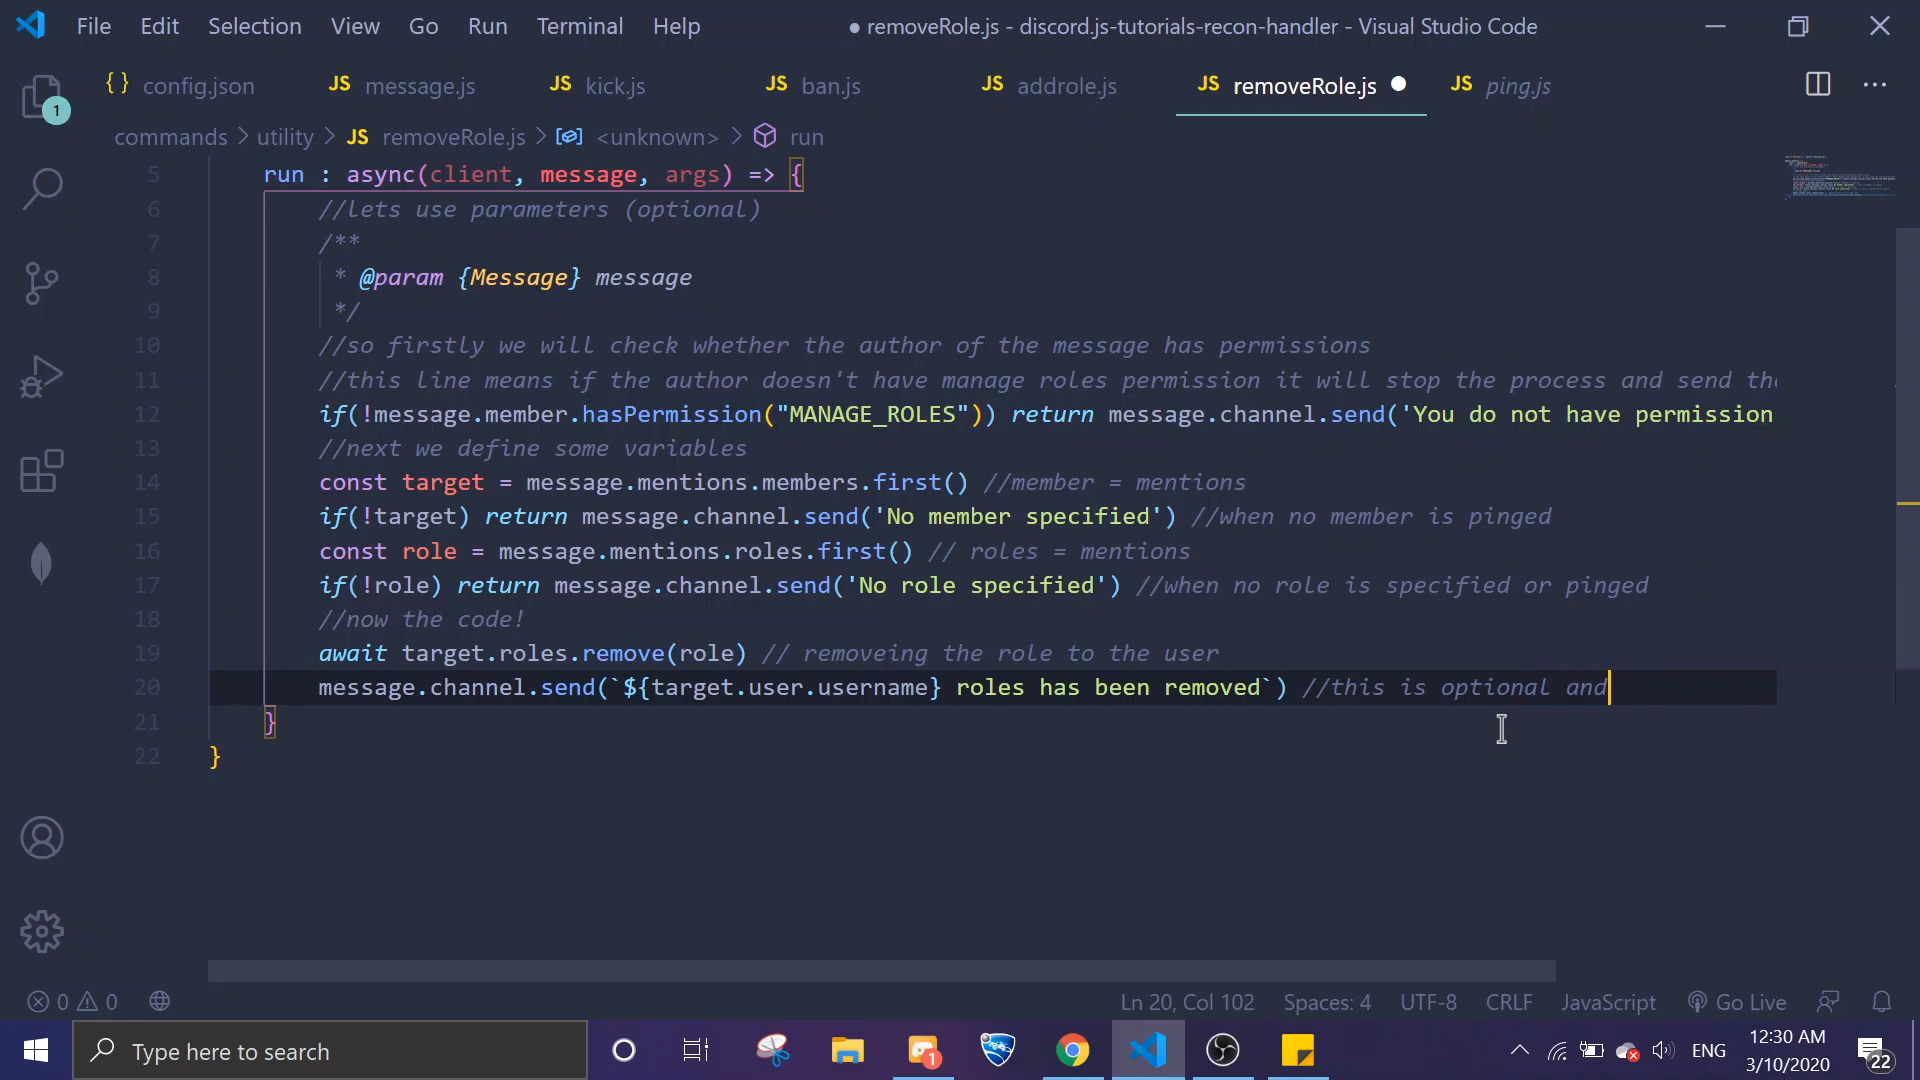 File Edit Selection View Go Run Terminal Help ● removeRole.js - discord.js-tutorials-recon-handler - Visual Studio Code
1
{ } config.json JS message.js JS kick.js JS ban.js JS addrole.js JS removeRole.js JS ping.js
commands > utility > JS removeRole.js > <unknown> > run
5 run : async(client, message, args) => {
6 //lets use parameters (optional)
7 /**
8 * @param {Message} message
9 */
10 //so firstly we will check whether the author of the message has permissions
11 //this line means if the author doesn't have manage roles permission it will stop the process and send the
12 if(!message.member.hasPermission("MANAGE_ROLES")) return message.channel.send('You do not have permission
13 //next we define some variables
14 const target = message.mentions.members.first() //member = mentions
15 if(!target) return message.channel.send('No member specified') //when no member is pinged
16 const role = message.mentions.roles.first() // roles = mentions
17 if(!role) return message.channel.send('No role specified') //when no role is specified or pinged
18 //now the code!
19 await target.roles.remove(role) // removeing the role to the user
20 message.channel.send(`${target.user.username} roles has been removed`) //this is optional and
21 }
22 }
0 0 Ln 20, Col 102 Spaces: 4 UTF-8 CRLF JavaScript Go Live
Type here to search 1 ENG 12:30 AM
3/10/2020 22